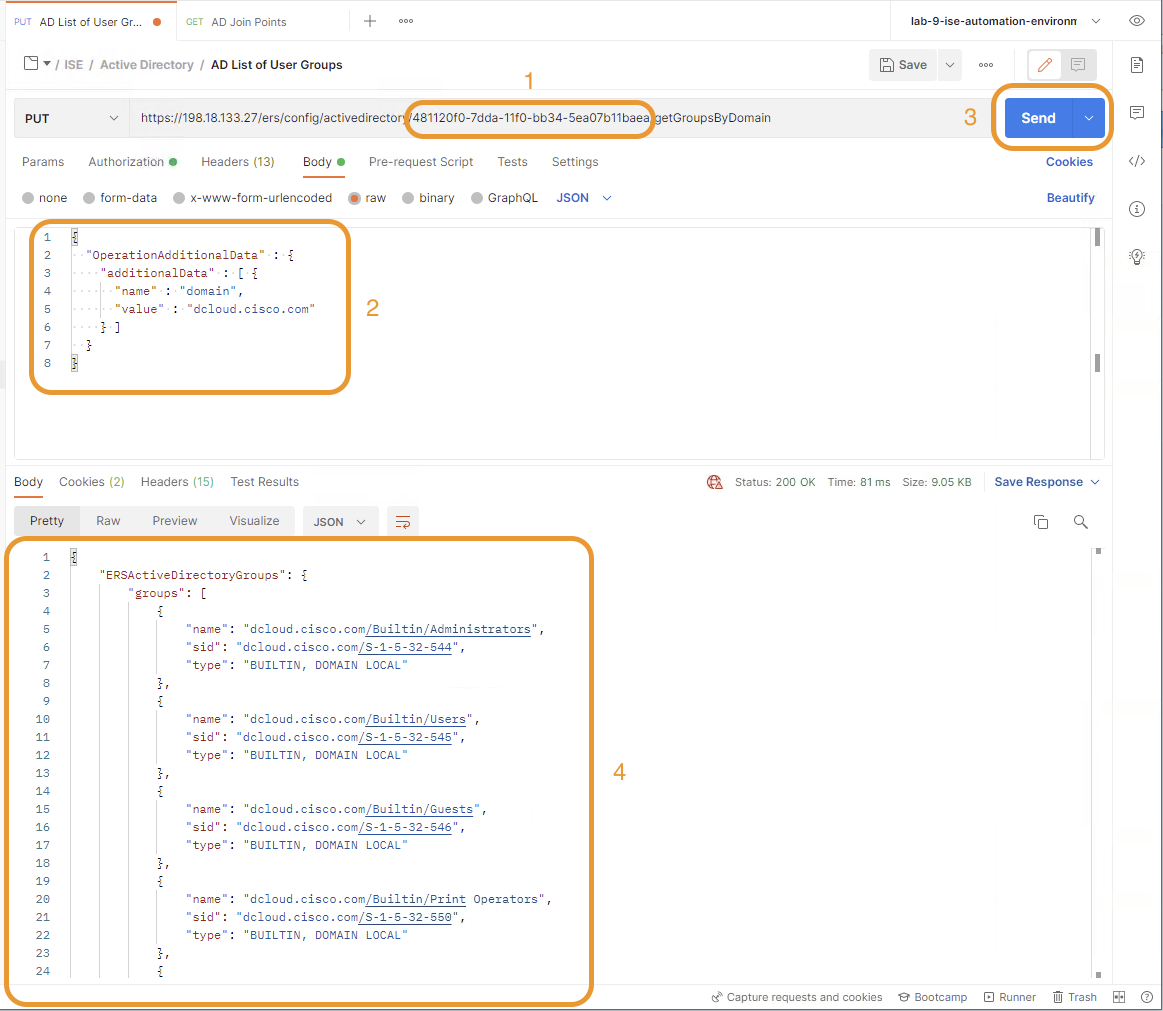 PUT AD List of User Gr... GET AD Join Points lab-9-ise-automation-environm
/ ISE / Active Directory / AD List of User Groups Save
1
PUT https://198.18.133.27/ers/config/activedirectory/481120f0-7dda-11f0-bb34-5ea07b11baea/getGroupsByDomain 3 Send
Params Authorization Headers (13) Body Pre-request Script Tests Settings Cookies
none form-data x-www-form-urlencoded raw binary GraphQL JSON Beautify
1 {
2 "OperationAdditionalData" : {
3 "additionalData" : [ {
4 "name" : "domain",
5 "value" : "dcloud.cisco.com"
6 } ]
7 }
8 }
2
Body Cookies (2) Headers (15) Test Results Status: 200 OK Time: 81 ms Size: 9.05 KB Save Response
Pretty Raw Preview Visualize JSON
1 {
2 "ERSActiveDirectoryGroups": {
3 "groups": [
4 {
5 "name": "dcloud.cisco.com/Builtin/Administrators",
6 "sid": "dcloud.cisco.com/S-1-5-32-544",
7 "type": "BUILTIN, DOMAIN LOCAL"
8 },
9 {
10 "name": "dcloud.cisco.com/Builtin/Users",
11 "sid": "dcloud.cisco.com/S-1-5-32-545",
12 "type": "BUILTIN, DOMAIN LOCAL"
13 },
14 {
15 "name": "dcloud.cisco.com/Builtin/Guests",
16 "sid": "dcloud.cisco.com/S-1-5-32-546",
17 "type": "BUILTIN, DOMAIN LOCAL"
18 },
19 {
20 "name": "dcloud.cisco.com/Builtin/Print Operators",
21 "sid": "dcloud.cisco.com/S-1-5-32-550",
22 "type": "BUILTIN, DOMAIN LOCAL"
23 },
24 {
4
Capture requests and cookies Bootcamp Runner Trash